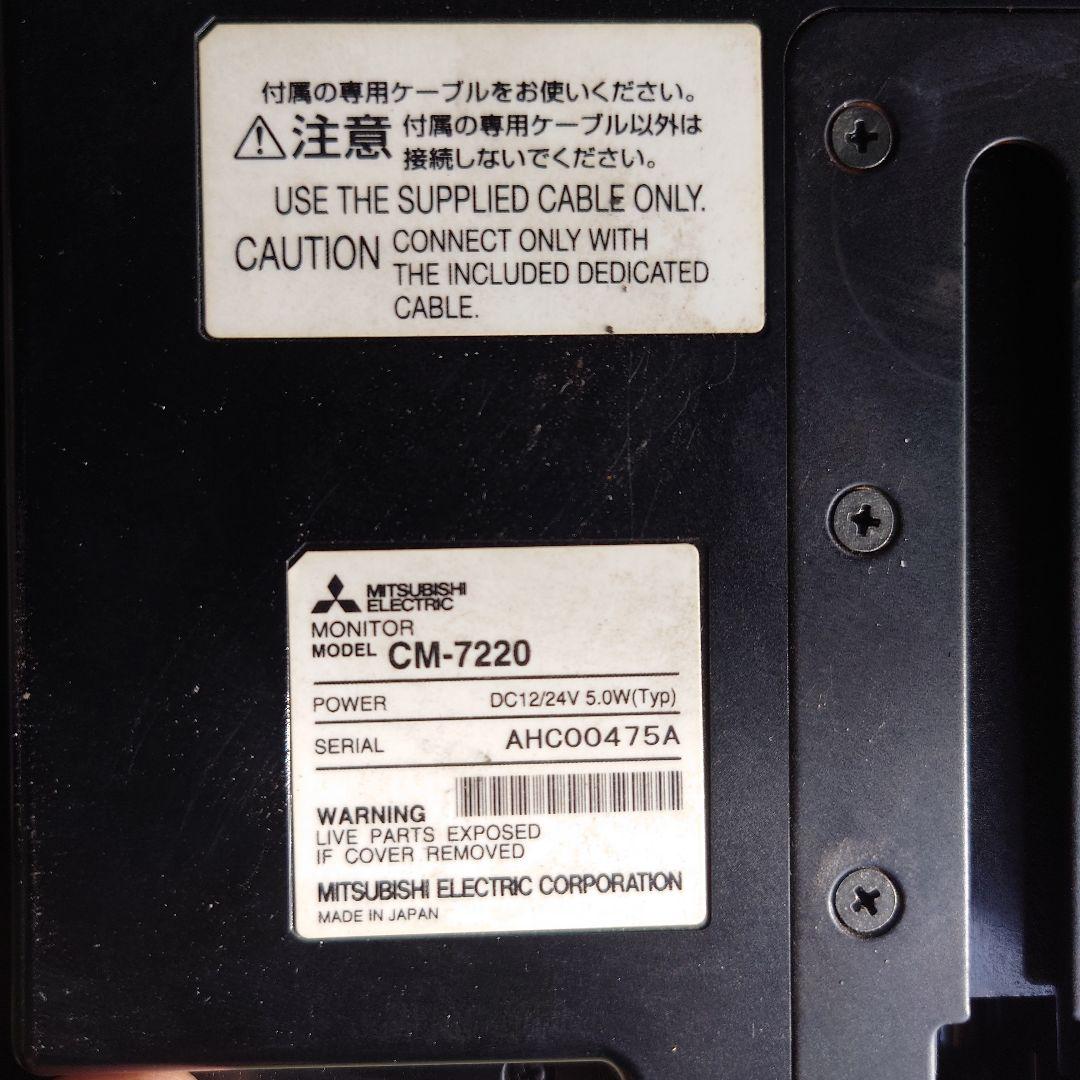 付属の専用ケーブルをお使いください。
注意 付属の専用ケーブル以外は
接続しないでください。
USE THE SUPPLIED CABLE ONLY.
CAUTION CONNECT ONLY WITH
THE INCLUDED DEDICATED
CABLE.
MITSUBISHI
ELECTRIC
MONITOR
MODEL CM-7220
POWER DC12/24V 5.0W(Typ)
SERIAL AHC00475A
WARNING
LIVE PARTS EXPOSED
IF COVER REMOVED
MITSUBISHI ELECTRIC CORPORATION
MADE IN JAPAN